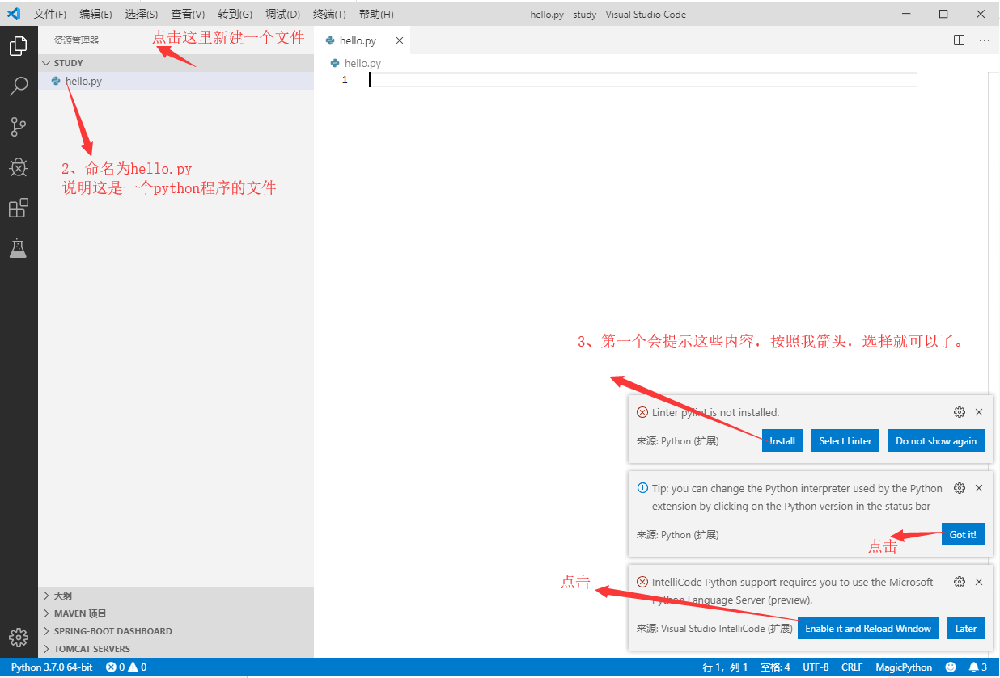 文件(F) 编辑(E) 选择(S) 查看(V) 转到(G) 调试(D) 终端(T) 帮助(H) hello.py - study - Visual Studio Code
资源管理器
点击这里新建一个文件
STUDY
hello.py
2、命名为hello.py
说明这是一个python程序的文件
hello.py
hello.py
1
3、第一个会提示这些内容，按照我箭头，选择就可以了。
Linter pylint is not installed.
来源: Python (扩展) Install Select Linter Do not show again
Tip: you can change the Python interpreter used by the Python
extension by clicking on the Python version in the status bar
来源: Python (扩展) Got it!
点击
点击
IntelliCode Python support requires you to use the Microsoft
Python Language Server (preview).
来源: Visual Studio IntelliCode (扩展) Enable it and Reload Window Later
大纲
MAVEN 项目
SPRING-BOOT DASHBOARD
TOMCAT SERVERS
Python 3.7.0 64-bit 0 0 行 1，列 1 空格: 4 UTF-8 CRLF MagicPython 3